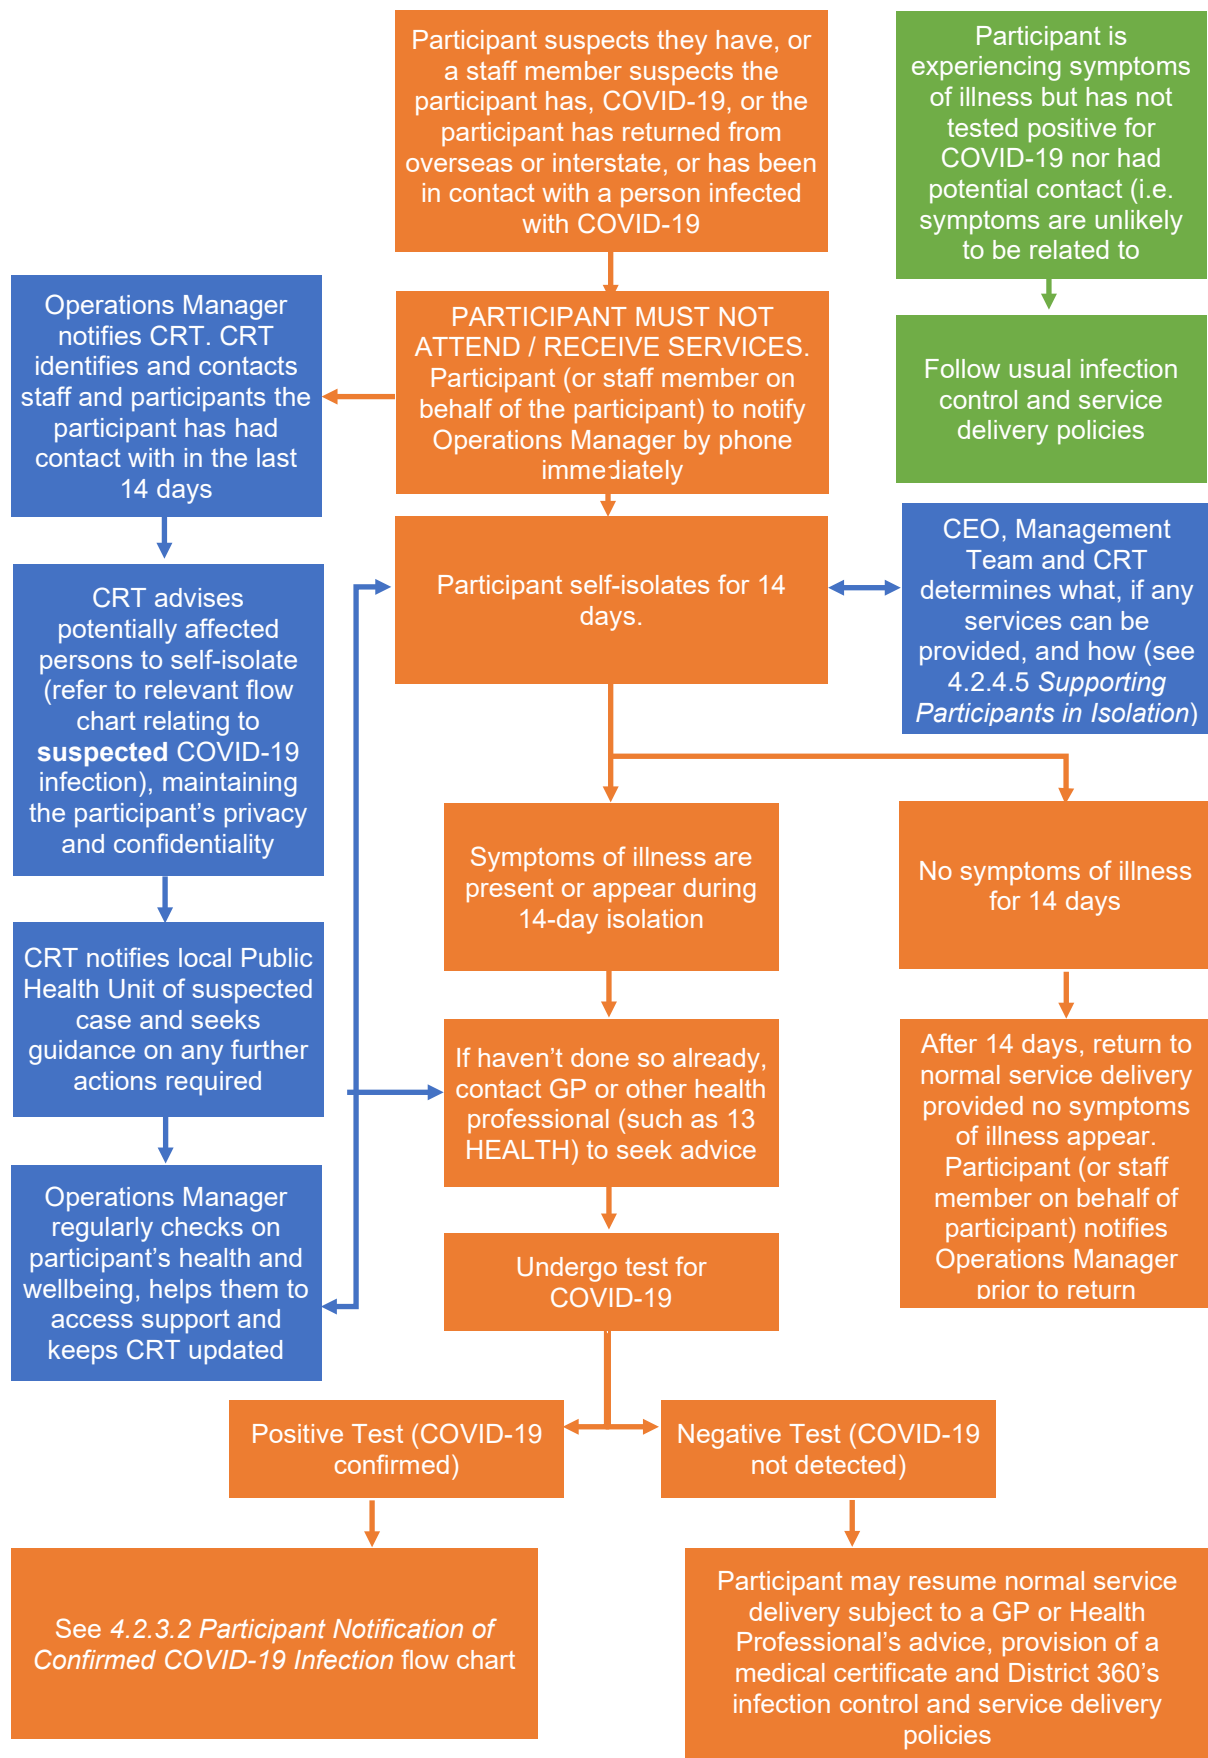 Participant suspects they have, or
a staff member suspects the
participant has, COVID-19, or the
participant has returned from
overseas or interstate, or has been
in contact with a person infected
with COVID-19
Participant is
experiencing symptoms
of illness but has not
tested positive for
COVID-19 nor had
potential contact (i.e.
symptoms are unlikely
to be related to
Operations Manager
notifies CRT. CRT
identifies and contacts
staff and participants the
participant has had
contact with in the last
14 days
PARTICIPANT MUST NOT
ATTEND / RECEIVE SERVICES.
Participant (or staff member on
behalf of the participant) to notify
Operations Manager by phone
immediately
Follow usual infection
control and service
delivery policies
CRT advises
potentially affected
persons to self-isolate
(refer to relevant flow
chart relating to
suspected COVID-19
infection), maintaining
the participant’s privacy
and confidentiality
Participant self-isolates for 14
days.
CEO, Management
Team and CRT
determines what, if any
services can be
provided, and how (see
4.2.4.5 Supporting
Participants in Isolation)
Symptoms of illness are
present or appear during
14-day isolation
No symptoms of illness
for 14 days
CRT notifies local Public
Health Unit of suspected
case and seeks
guidance on any further
actions required
If haven’t done so already,
contact GP or other health
professional (such as 13
HEALTH) to seek advice
After 14 days, return to
normal service delivery
provided no symptoms
of illness appear.
Participant (or staff
member on behalf of
participant) notifies
Operations Manager
prior to return
Operations Manager
regularly checks on
participant’s health and
wellbeing, helps them to
access support and
keeps CRT updated
Undergo test for
COVID-19
Positive Test (COVID-19
confirmed)
Negative Test (COVID-19
not detected)
See 4.2.3.2 Participant Notification of
Confirmed COVID-19 Infection flow chart
Participant may resume normal service
delivery subject to a GP or Health
Professional’s advice, provision of a
medical certificate and District 360’s
infection control and service delivery
policies